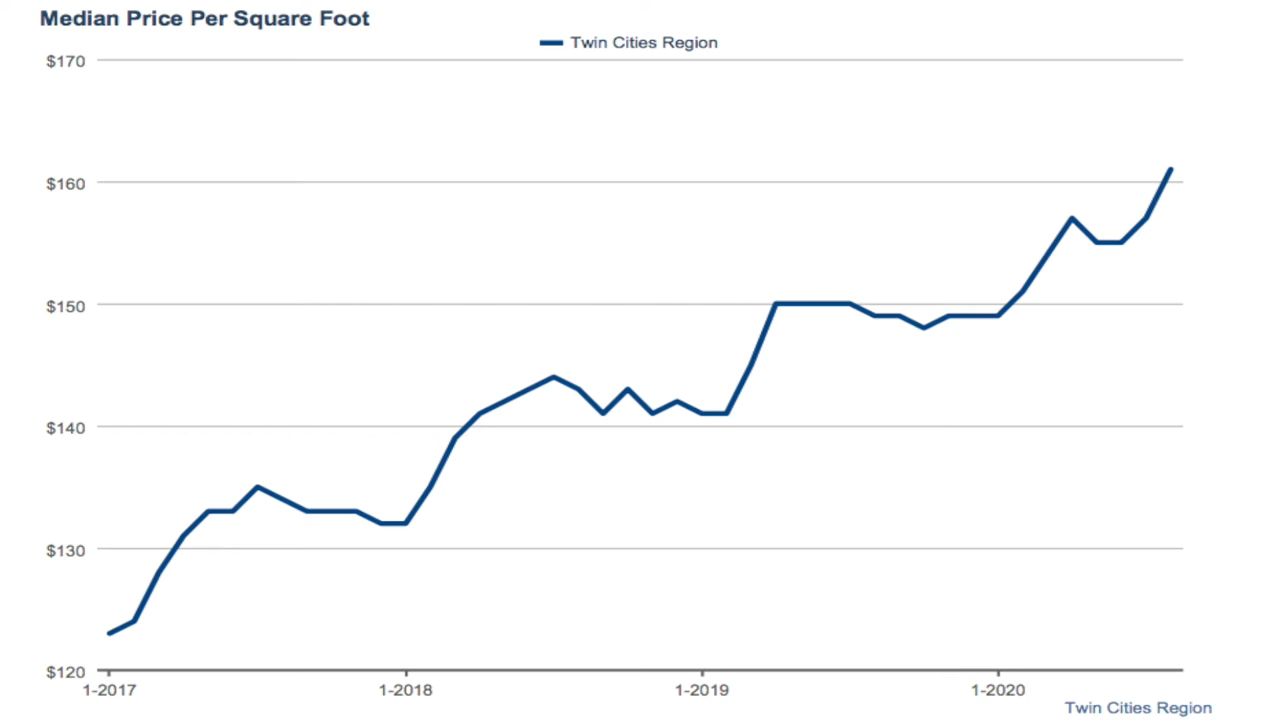 Median Price Per Square Foot
Twin Cities Region
$170
$160
$150
$140
$130
$120
1-2017 1-2018 1-2019 1-2020
Twin Cities Region